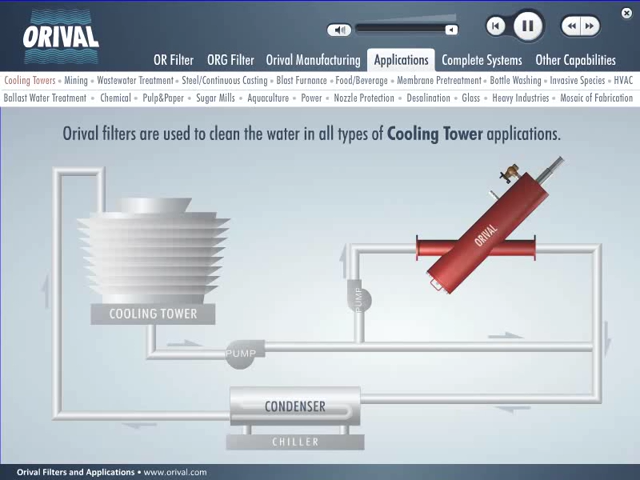 ORIVAL
OR Filter ORG Filter Orival Manufacturing Applications Complete Systems Other Capabilities
Cooling Towers • Mining • Wastewater Treatment • Steel/Continuous Casting • Blast Furnance • Food/Beverage • Membrane Pretreatment • Bottle Washing • Invasive Species • HVAC
Ballast Water Treatment • Chemical • Pulp&Paper • Sugar Mills • Aquaculture • Power • Nozzle Protection • Desalination • Glass • Heavy Industries • Mosaic of Fabrication
Orival filters are used to clean the water in all types of Cooling Tower applications.
ORIVAL
PUMP
COOLING TOWER
PUMP
CONDENSER
CHILLER
Orival Filters and Applications • www.orival.com